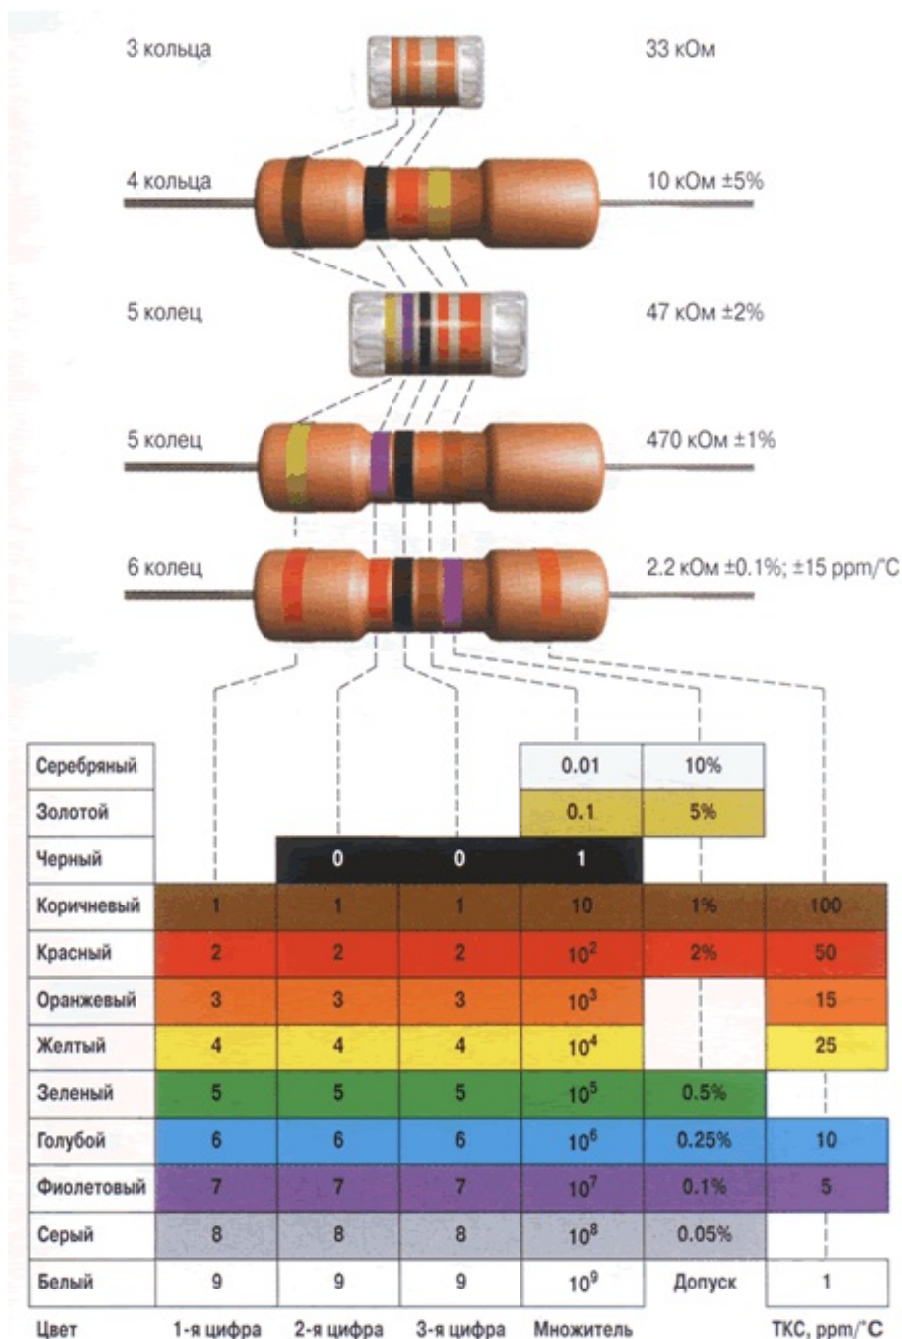 3 кольца 33 кОм
4 кольца 10 кОм ±5%
5 колец 47 кОм ±2%
5 колец 470 кОм ±1%
6 колец 2.2 кОм ±0.1%; ±15 ppm/°C
Серебряный 0.01 10%
Золотой 0.1 5%
Черный 0 0 1
Коричневый 1 1 1 10 1% 100
Красный 2 2 2 10² 2% 50
Оранжевый 3 3 3 10³ 15
Желтый 4 4 4 10⁴ 25
Зеленый 5 5 5 10⁵ 0.5%
Голубой 6 6 6 10⁶ 0.25% 10
Фиолетовый 7 7 7 10⁷ 0.1% 5
Серый 8 8 8 10⁸ 0.05%
Белый 9 9 9 10⁹ Допуск 1
Цвет 1-я цифра 2-я цифра 3-я цифра Множитель ТКС, ppm/°C